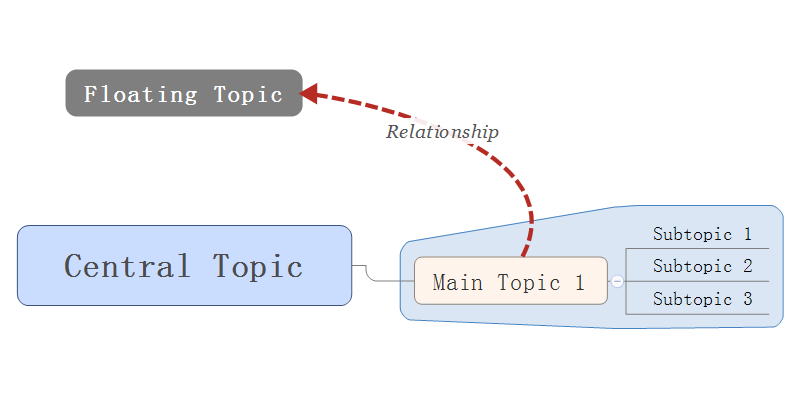 Floating Topic
Relationship
Central Topic
Main Topic 1
Subtopic 1
Subtopic 2
Subtopic 3